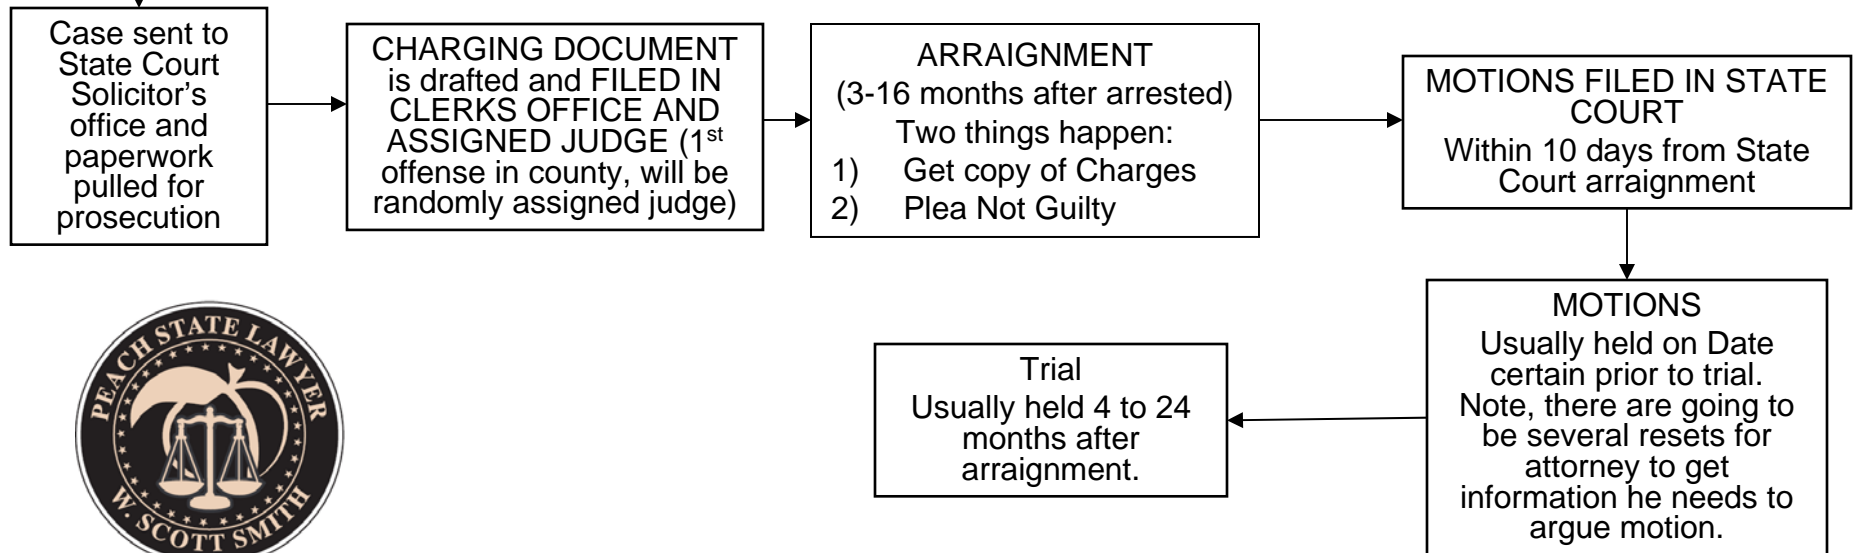 Case sent to
State Court
Solicitor's
office and
paperwork
pulled for
prosecution
CHARGING DOCUMENT
is drafted and FILED IN
CLERKS OFFICE AND
ASSIGNED JUDGE (1st
offense in county, will be
randomly assigned judge)
ARRAIGNMENT
(3-16 months after arrested)
Two things happen:
1) Get copy of Charges
2) Plea Not Guilty
MOTIONS FILED IN STATE
COURT
Within 10 days from State
Court arraignment
MOTIONS
Usually held on Date
certain prior to trial.
Note, there are going to
be several resets for
attorney to get
information he needs to
argue motion.
Trial
Usually held 4 to 24
months after
arraignment.
PEACH STATE LAWYER
W. SCOTT SMITH